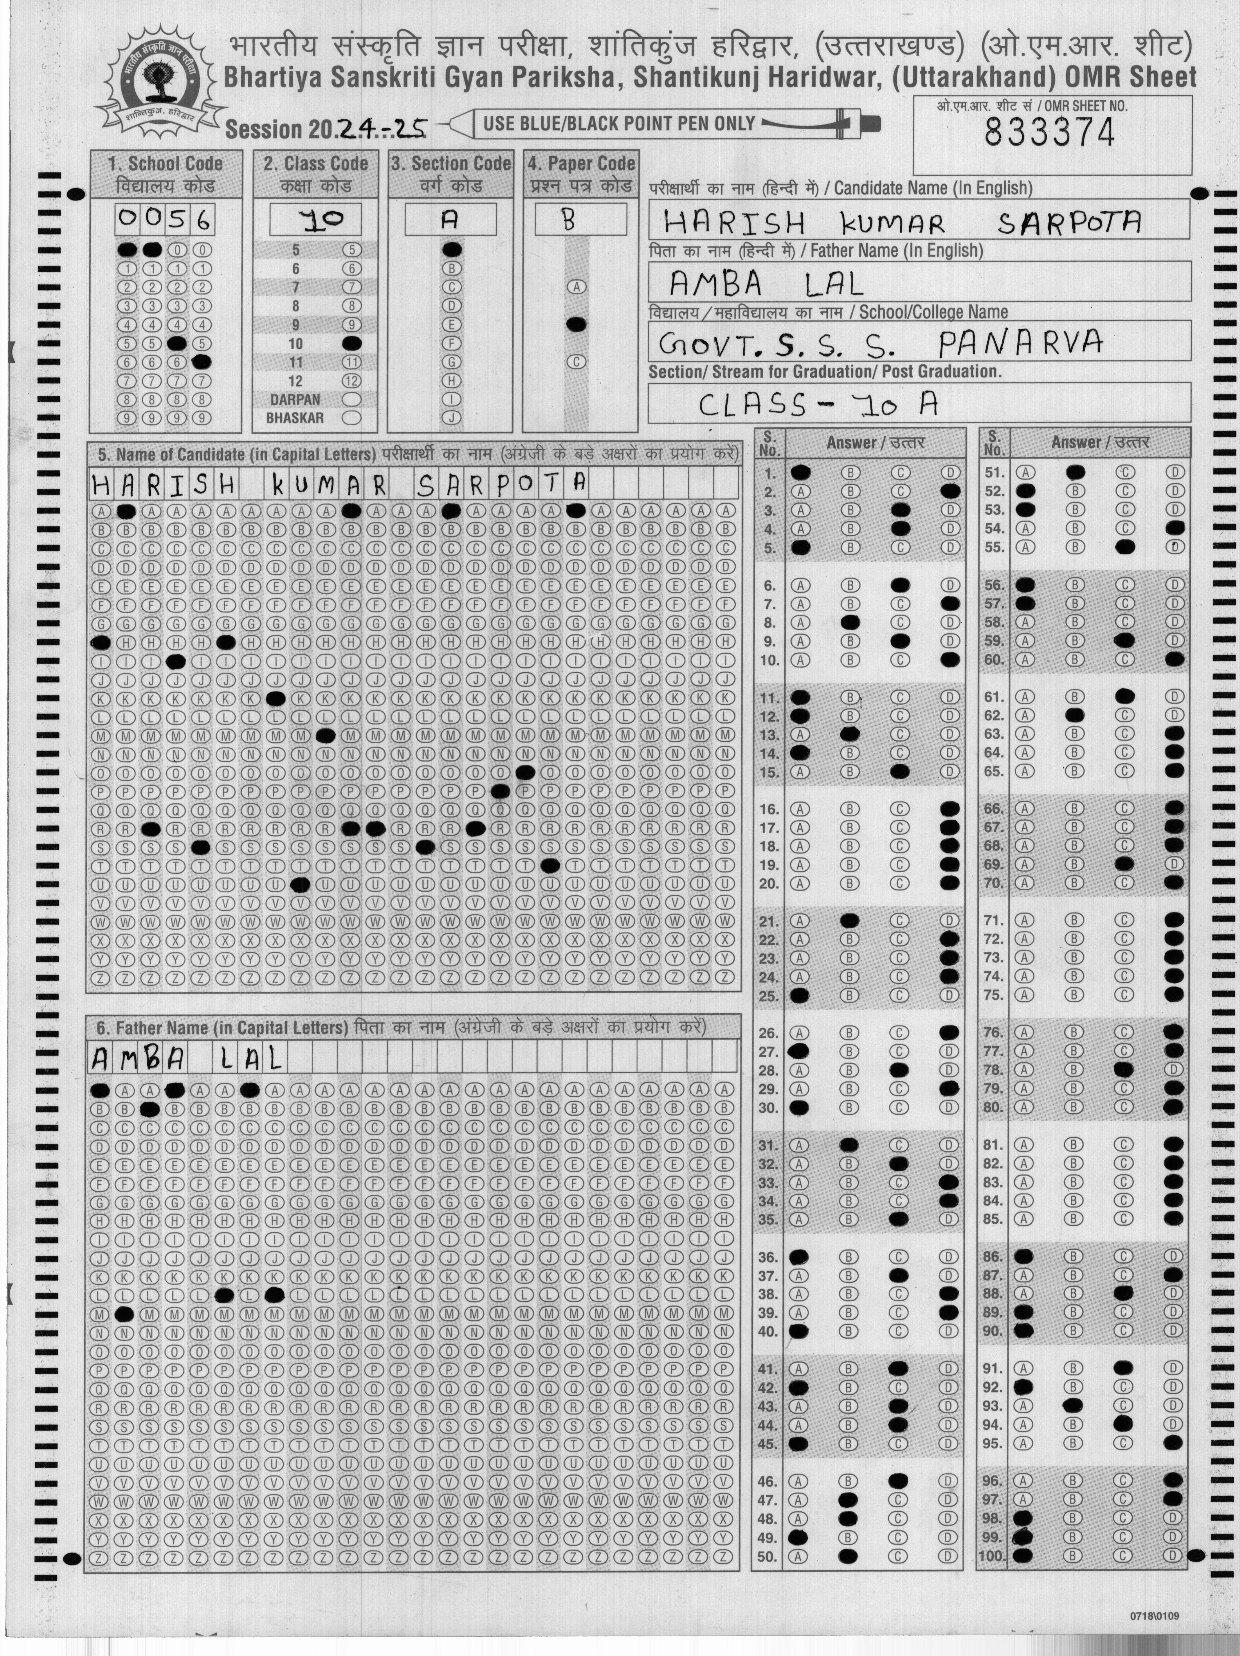 भारतीय संस्कृति ज्ञान परीक्षा, शांतिकुंज हरिद्वार, (उत्तराखण्ड) (ओ.एम.आर. शीट)
Bhartiya Sanskriti Gyan Pariksha, Shantikunj Haridwar, (Uttarakhand) OMR Sheet
Session 20.24-25
USE BLUE/BLACK POINT PEN ONLY
ओ.एम.आर. शीट सं / OMR SHEET NO.
833374
1. School Code
विद्यालय कोड
0056
2. Class Code
कक्षा कोड
10
5
6
7
8
9
10
11
12
DARPAN
BHASKAR
3. Section Code
वर्ग कोड
A
4. Paper Code
प्रश्न पत्र कोड
B
परीक्षार्थी का नाम (हिन्दी में) / Candidate Name (In English)
HARISH KUMAR SARPOTA
पिता का नाम (हिन्दी में) / Father Name (In English)
AMBA LAL
विद्यालय/महाविद्यालय का नाम / School/College Name
GOVT. S. S. S. PANARVA
Section/ Stream for Graduation/ Post Graduation.
CLASS - 10 A
5. Name of Candidate (in Capital Letters) परीक्षार्थी का नाम (अंग्रेजी के बड़े अक्षरों का प्रयोग करें)
HARISH KUMAR SARPOTA
6. Father Name (in Capital Letters) पिता का नाम (अंग्रेजी के बड़े अक्षरों का प्रयोग करें)
AMBA LAL
S. No. Answer / उत्तर
S. No. Answer / उत्तर
0718\0109